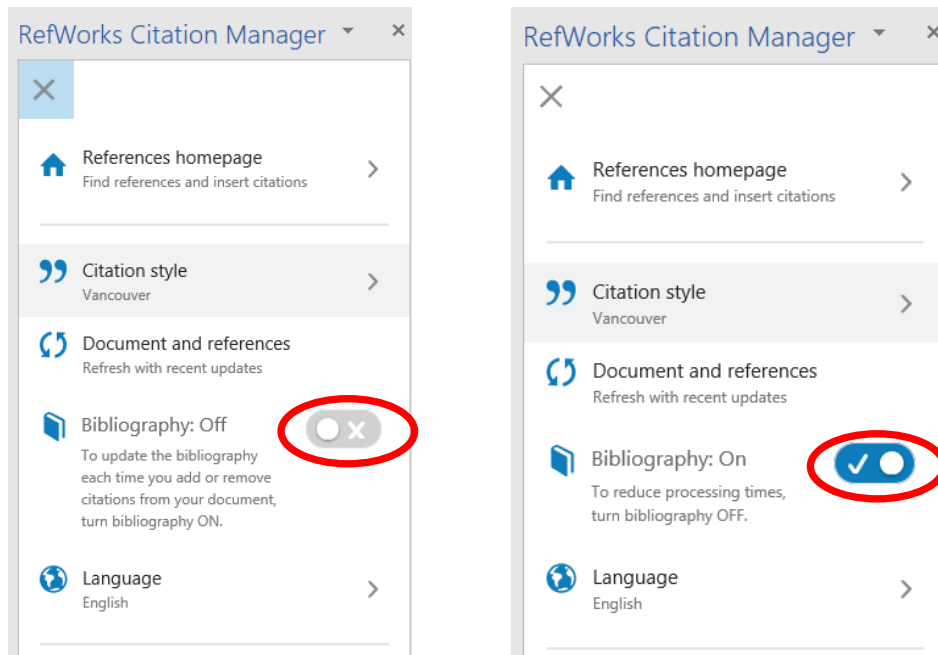 RefWorks Citation Manager
References homepage
Find references and insert citations
Citation style
Vancouver
Document and references
Refresh with recent updates
Bibliography: Off
To update the bibliography
each time you add or remove
citations from your document,
turn bibliography ON.
Language
English
RefWorks Citation Manager
References homepage
Find references and insert citations
Citation style
Vancouver
Document and references
Refresh with recent updates
Bibliography: On
To reduce processing times,
turn bibliography OFF.
Language
English